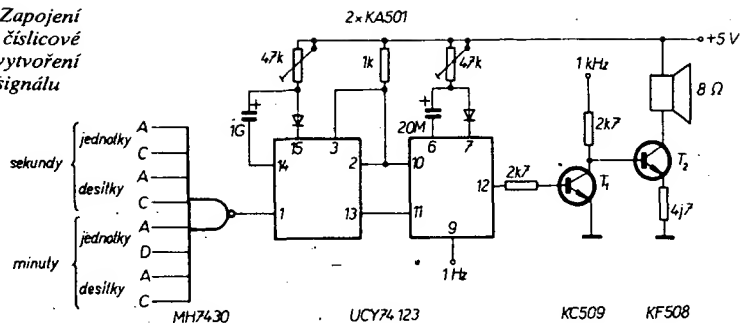 Zapojení
číslicové
vytvoření
signálu
2×KA501
+5 V
47k
1k
47k
1 kHz
8 Ω
1G
+
15
3
14
2
1
13
+
20M
6
7
10
11
12
9
1 Hz
2k7
2k7
T₁
T₂
4j7
sekundy
jednotky
A
C
desítky
A
C
minuty
jednotky
A
D
desítky
A
C
MH7430
UCY74 123
KC509
KF508